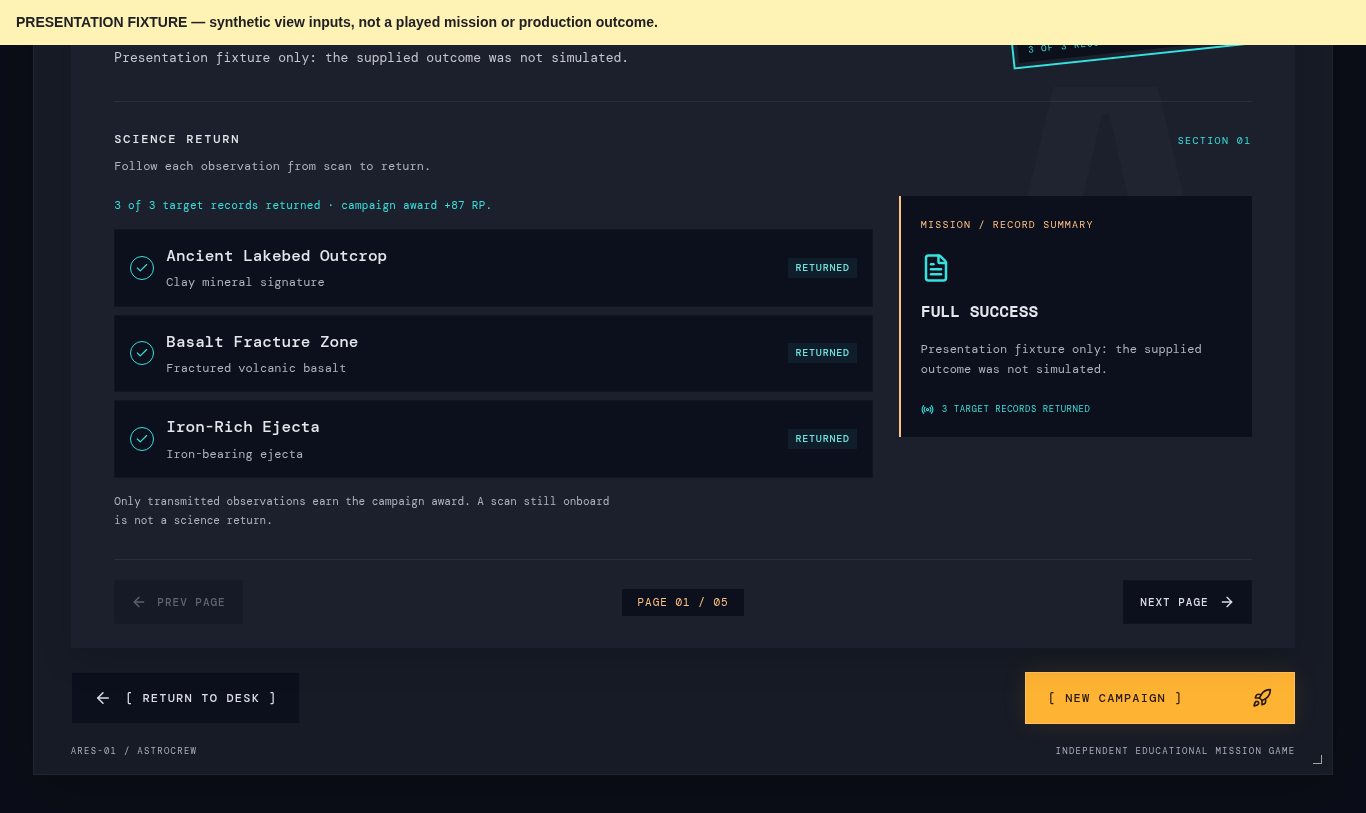 PRESENTATION FIXTURE — synthetic view inputs, not a played mission or production outcome.
Presentation fixture only: the supplied outcome was not simulated.
3 OF 3
SCIENCE RETURN
SECTION 01
Follow each observation from scan to return.
3 of 3 target records returned · campaign award +87 RP.
Ancient Lakebed Outcrop
Clay mineral signature
RETURNED
Basalt Fracture Zone
Fractured volcanic basalt
RETURNED
Iron-Rich Ejecta
Iron-bearing ejecta
RETURNED
Only transmitted observations earn the campaign award. A scan still onboard
is not a science return.
MISSION / RECORD SUMMARY
FULL SUCCESS
Presentation fixture only: the supplied
outcome was not simulated.
3 TARGET RECORDS RETURNED
PREV PAGE
PAGE 01 / 05
NEXT PAGE
[ RETURN TO DESK ]
[ NEW CAMPAIGN ]
ARES-01 / ASTROCREW
INDEPENDENT EDUCATIONAL MISSION GAME